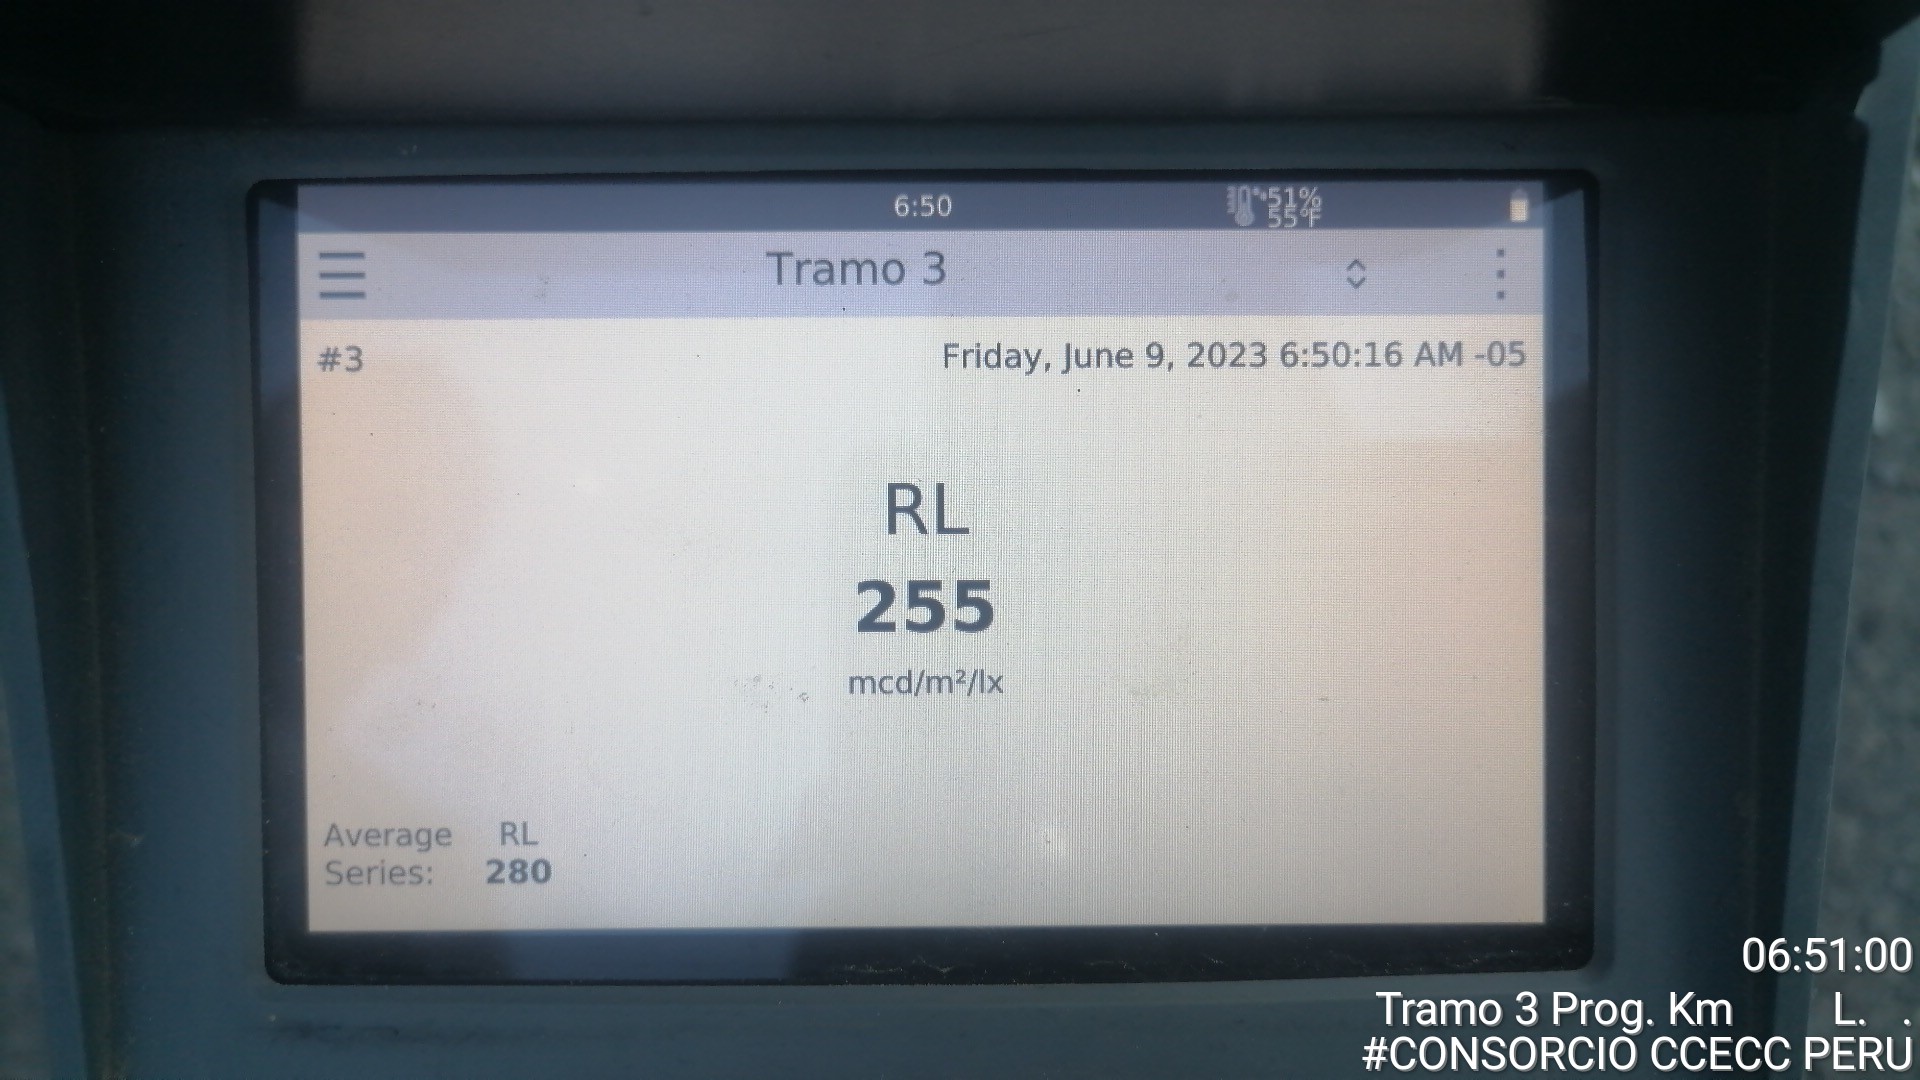 6:50
51%
55°F
Tramo 3
#3
Friday, June 9, 2023 6:50:16 AM -05
RL
255
mcd/m²/lx
Average RL
Series: 280
06:51:00
Tramo 3 Prog. Km L. .
#CONSORCIO CCECC PERU